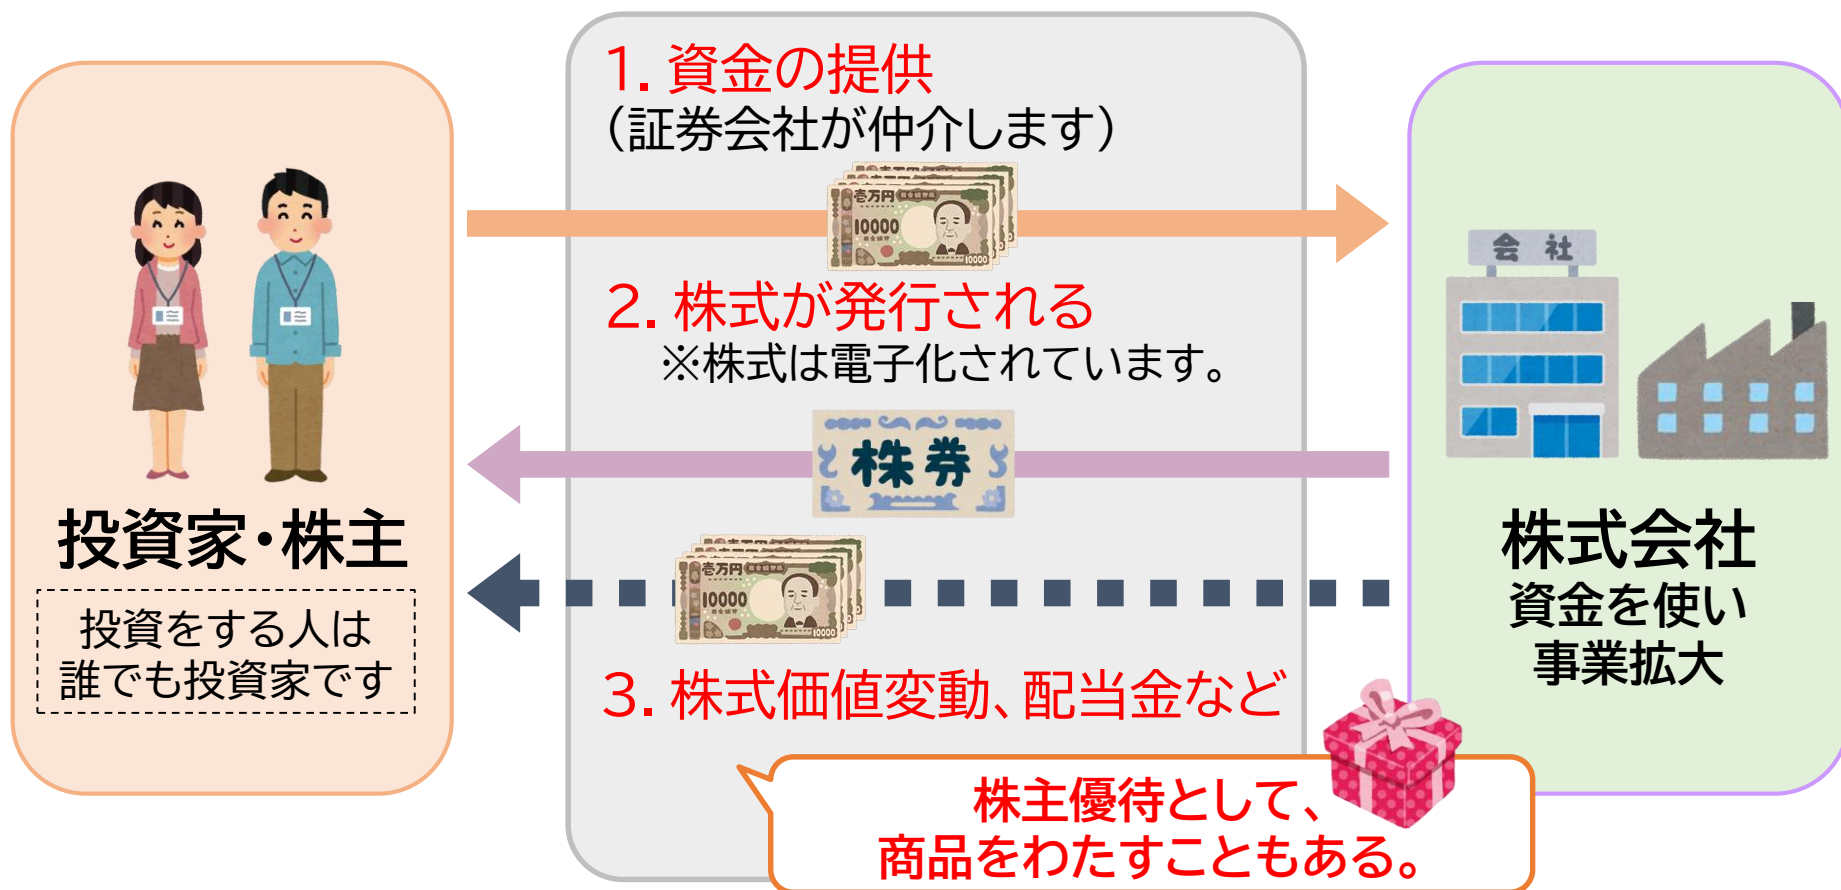 1. 資金の提供
(証券会社が仲介します)
壱万円
10000
10000
会社
2. 株式が発行される
※株式は電子化されています。
株券
投資家・株主
投資をする人は
誰でも投資家です
株式会社
資金を使い
事業拡大
壱万円
10000
10000
3. 株式価値変動、配当金など
株主優待として、
商品をわたすこともある。